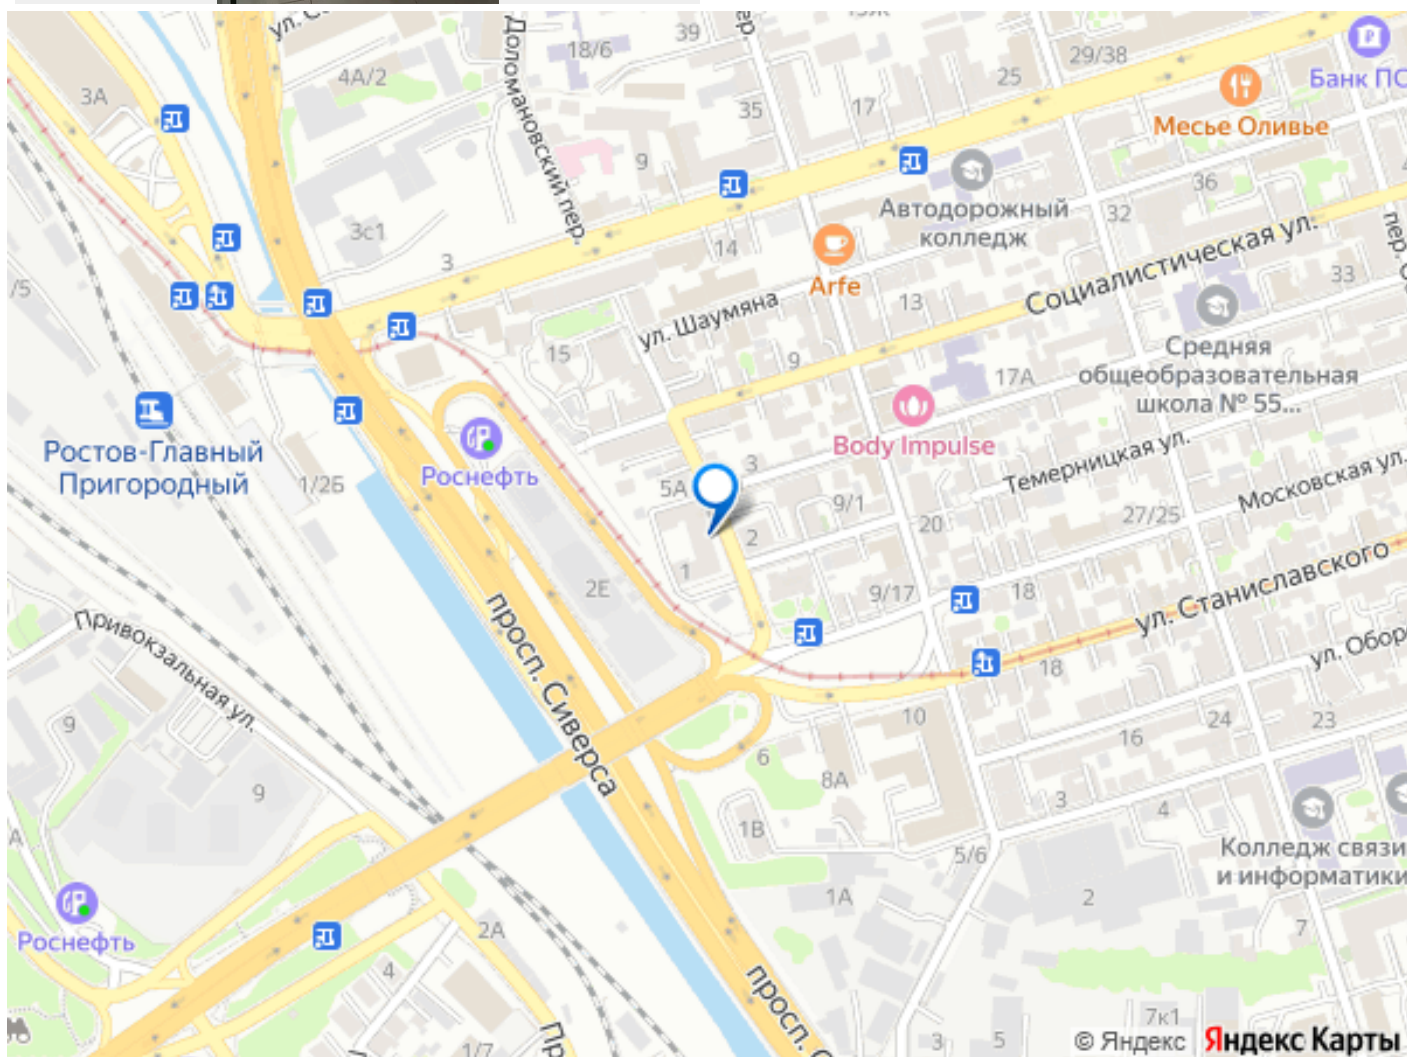 39
18/6
29/38
4А/2
25
Банк ПС
3А
35
17
Месье Оливье
Доломановский пер.
9
36
Автодорожный
колледж
32
3с1
14
3
Социалистическая ул.
33
/5
Arfe
13
ул. Шаумяна
15
9
Средняя
общеобразовательная
школа № 55...
17А
Body Impulse
Ростов-Главный
Пригородный
Роснефть
1/2Б
3
5А
Темерницкая ул.
Московская ул.
9/1
20
27/25
2
1
2Е
9/17
18
ул. Станиславского
просп. Сиверса
Привокзальная ул.
18
ул. Обор
9
10
24
23
16
6
8А
9
3
4
1В
5/6
Колледж связи
и информатики
1А
2
Роснефть
2А
7
4
просп. С
7к1
3
5
1/7
Пр
© Яндекс
Яндекс Карты